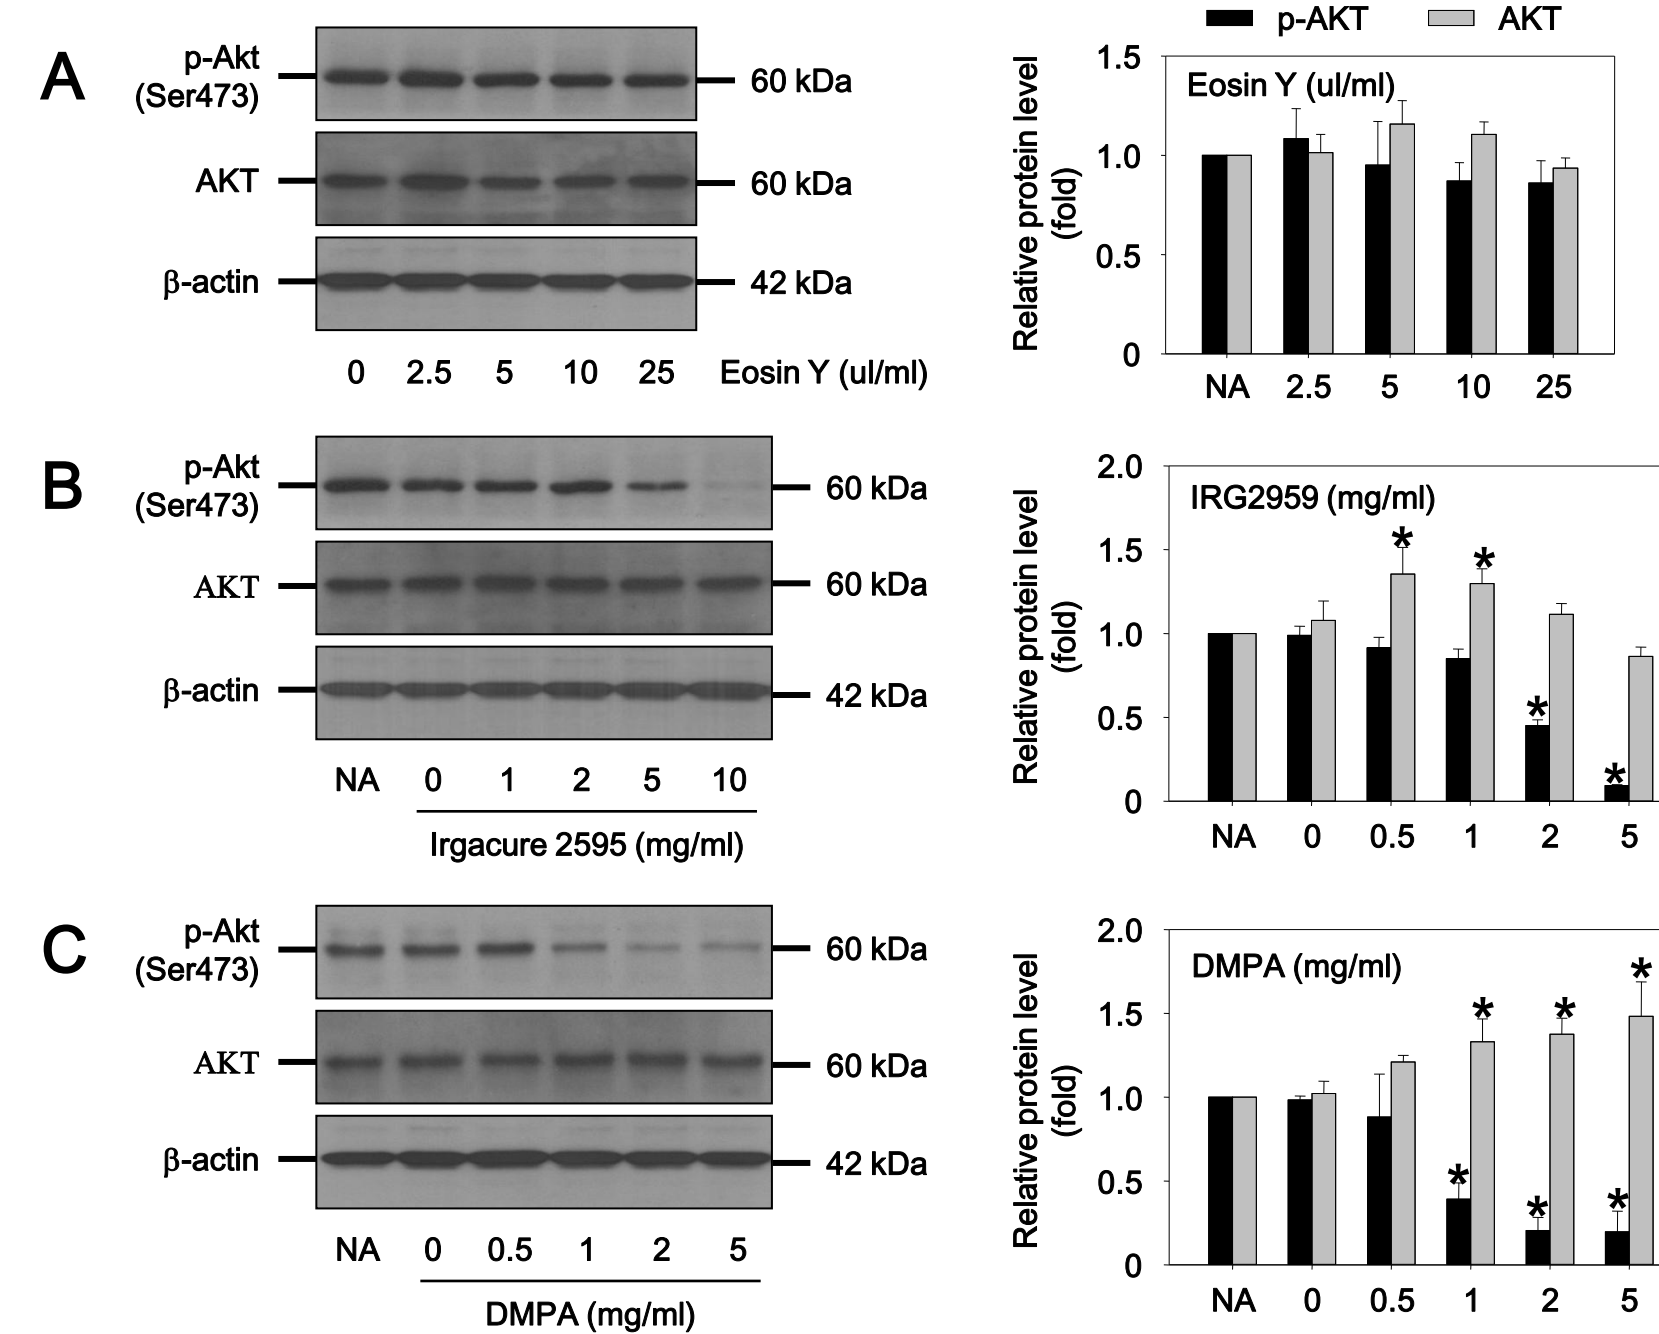 p-AKT AKT
A
p-Akt
(Ser473)
60 kDa
AKT
60 kDa
β-actin
42 kDa
0 2.5 5 10 25 Eosin Y (ul/ml)
Relative protein level
(fold)
1.5
1.0
0.5
0
Eosin Y (ul/ml)
NA 2.5 5 10 25
B
p-Akt
(Ser473)
60 kDa
AKT
60 kDa
β-actin
42 kDa
NA 0 1 2 5 10
Irgacure 2595 (mg/ml)
Relative protein level
(fold)
2.0
1.5
1.0
0.5
0
IRG2959 (mg/ml)
* *
*
*
NA 0 0.5 1 2 5
C
p-Akt
(Ser473)
60 kDa
AKT
60 kDa
β-actin
42 kDa
NA 0 0.5 1 2 5
DMPA (mg/ml)
Relative protein level
(fold)
2.0
1.5
1.0
0.5
0
DMPA (mg/ml)
* * *
* * *
NA 0 0.5 1 2 5